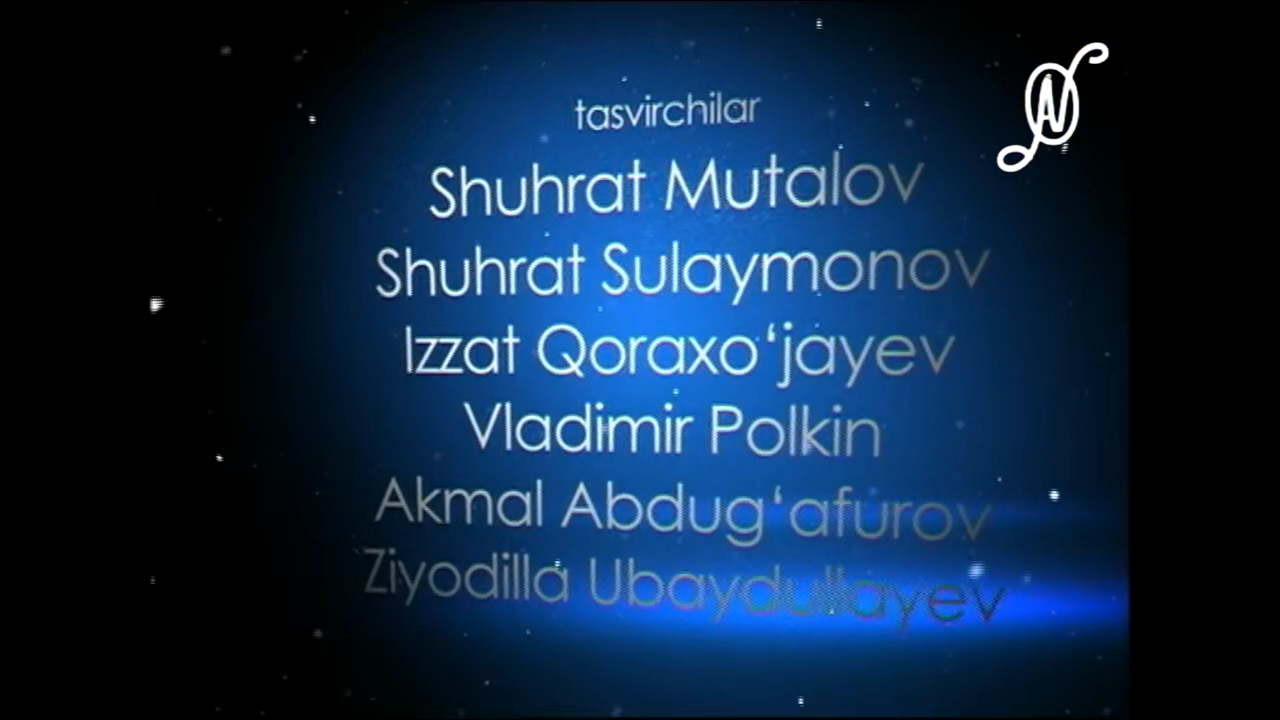 tasvirchilar
Shuhrat Mutalov
Shuhrat Sulaymonov
Izzat Qoraxo‘jayev
Vladimir Polkin
Akmal Abdug‘afurov
Ziyodilla Ubaydullayev